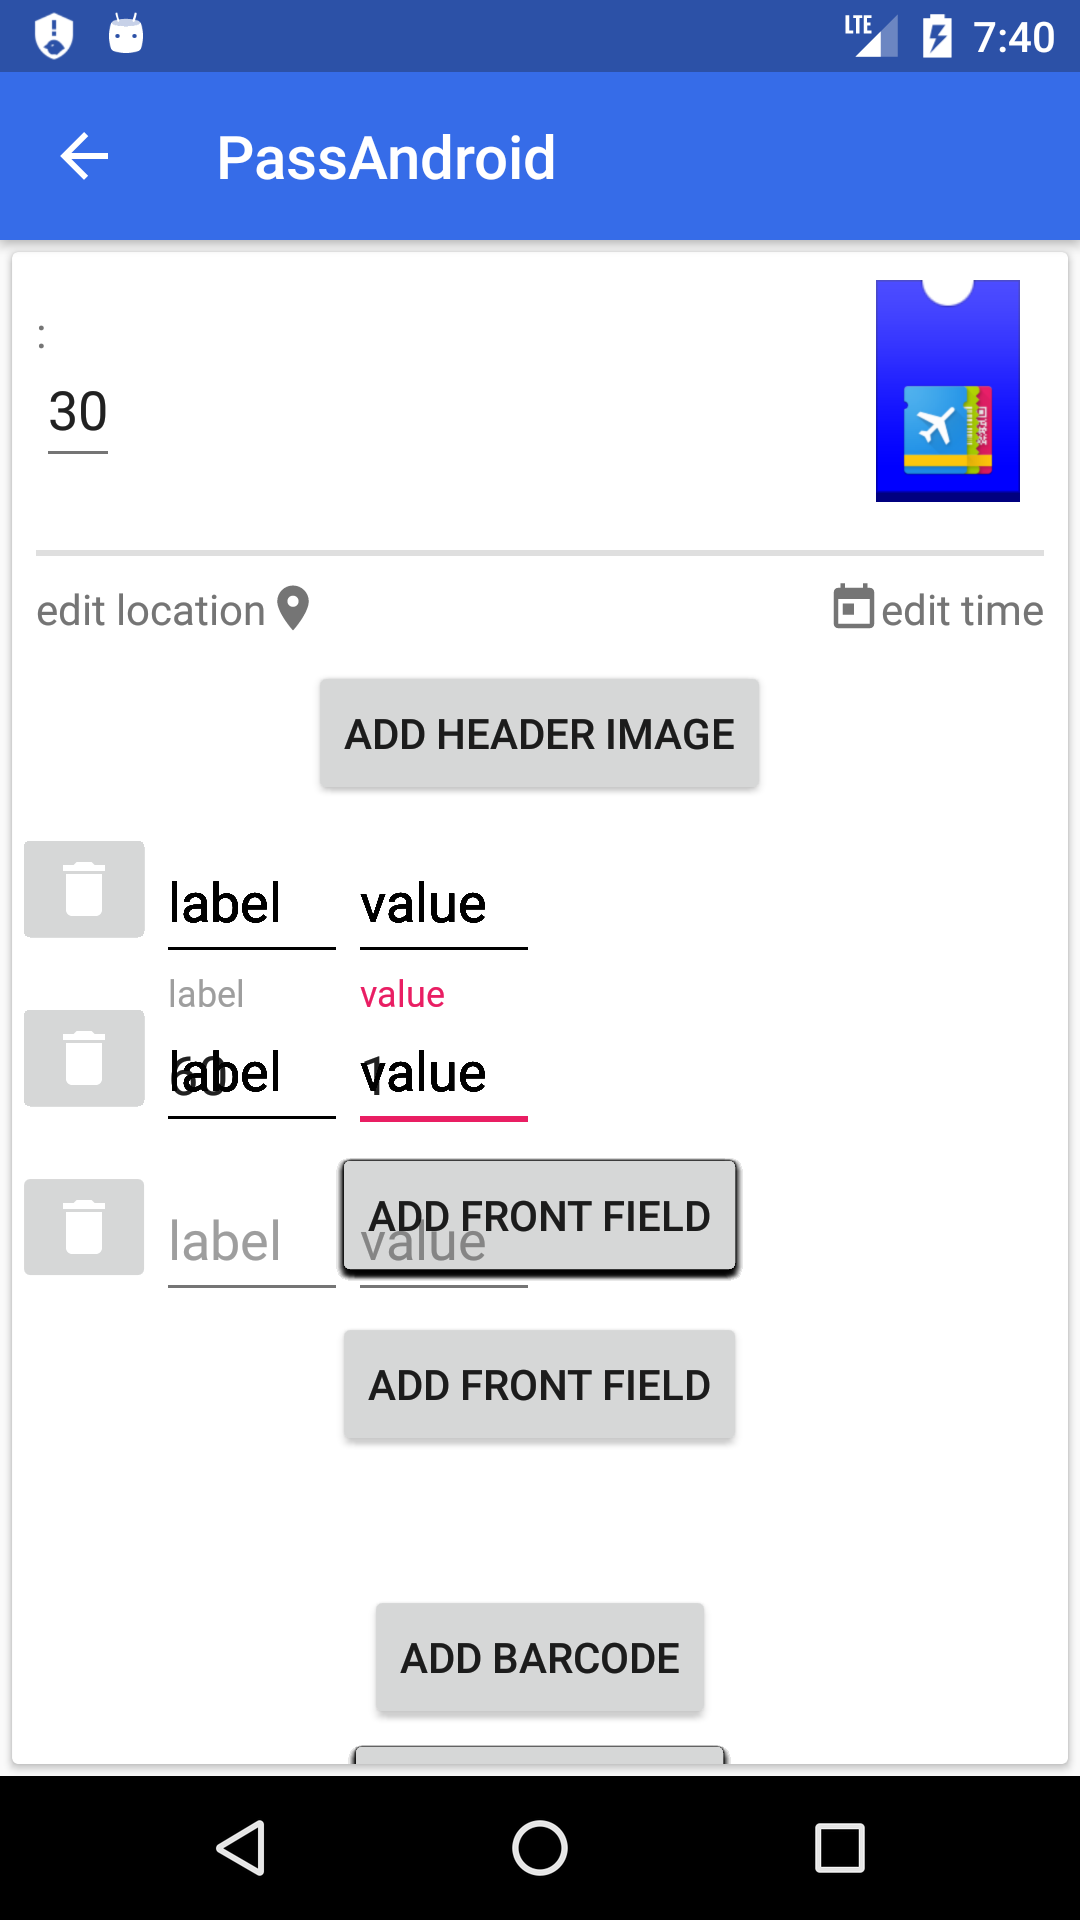 LTE 7:40
PassAndroid
:
30
edit location edit time
ADD HEADER IMAGE
label value
label value
label value
ADD FRONT FIELD
label value
ADD FRONT FIELD
ADD BARCODE